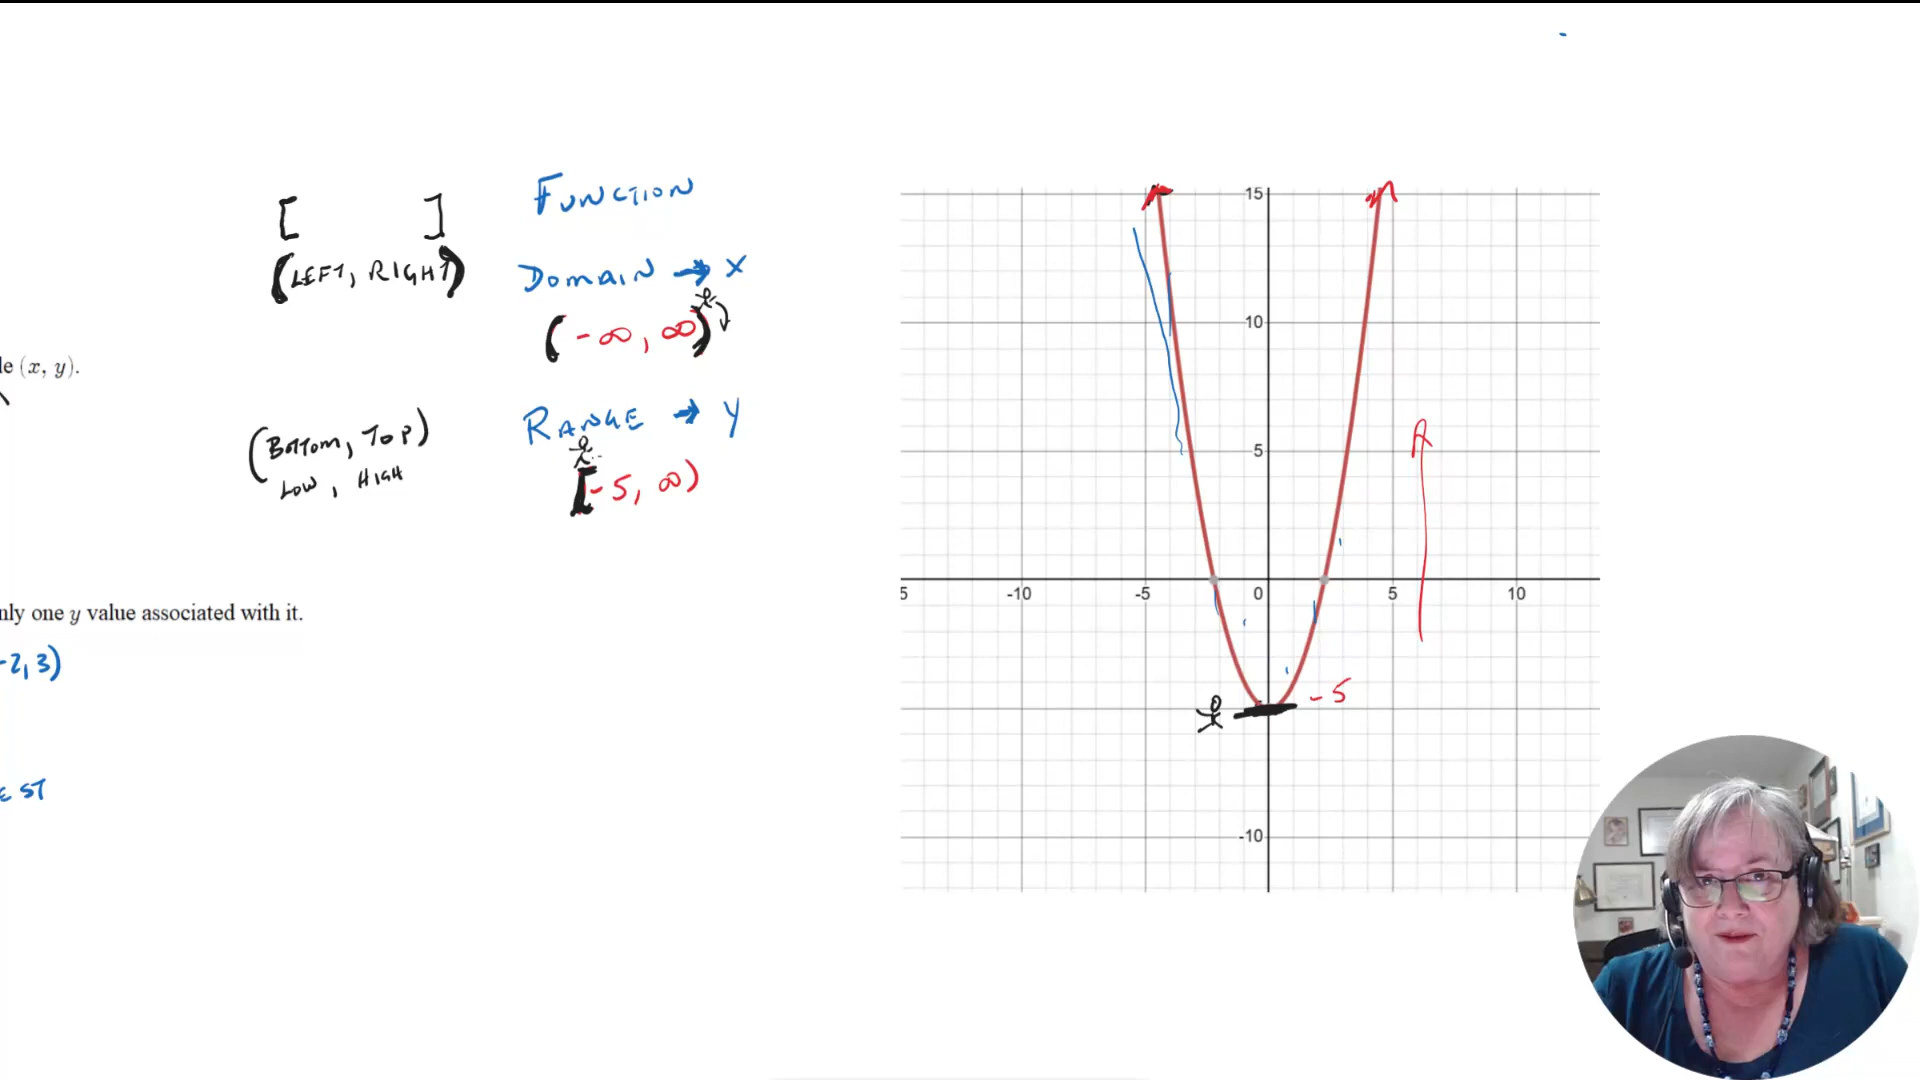 [ ]
(LEFT, RIGHT)
FUNCTION
DOMAIN → X
(-∞, ∞)
le (x, y).
(BOTTOM, TOP)
LOW, HIGH
RANGE → Y
[-5, ∞)
nly one y value associated with it.
-2,3)
E ST
15
10
5
5 -10 -5 0 5 10
-5
-10